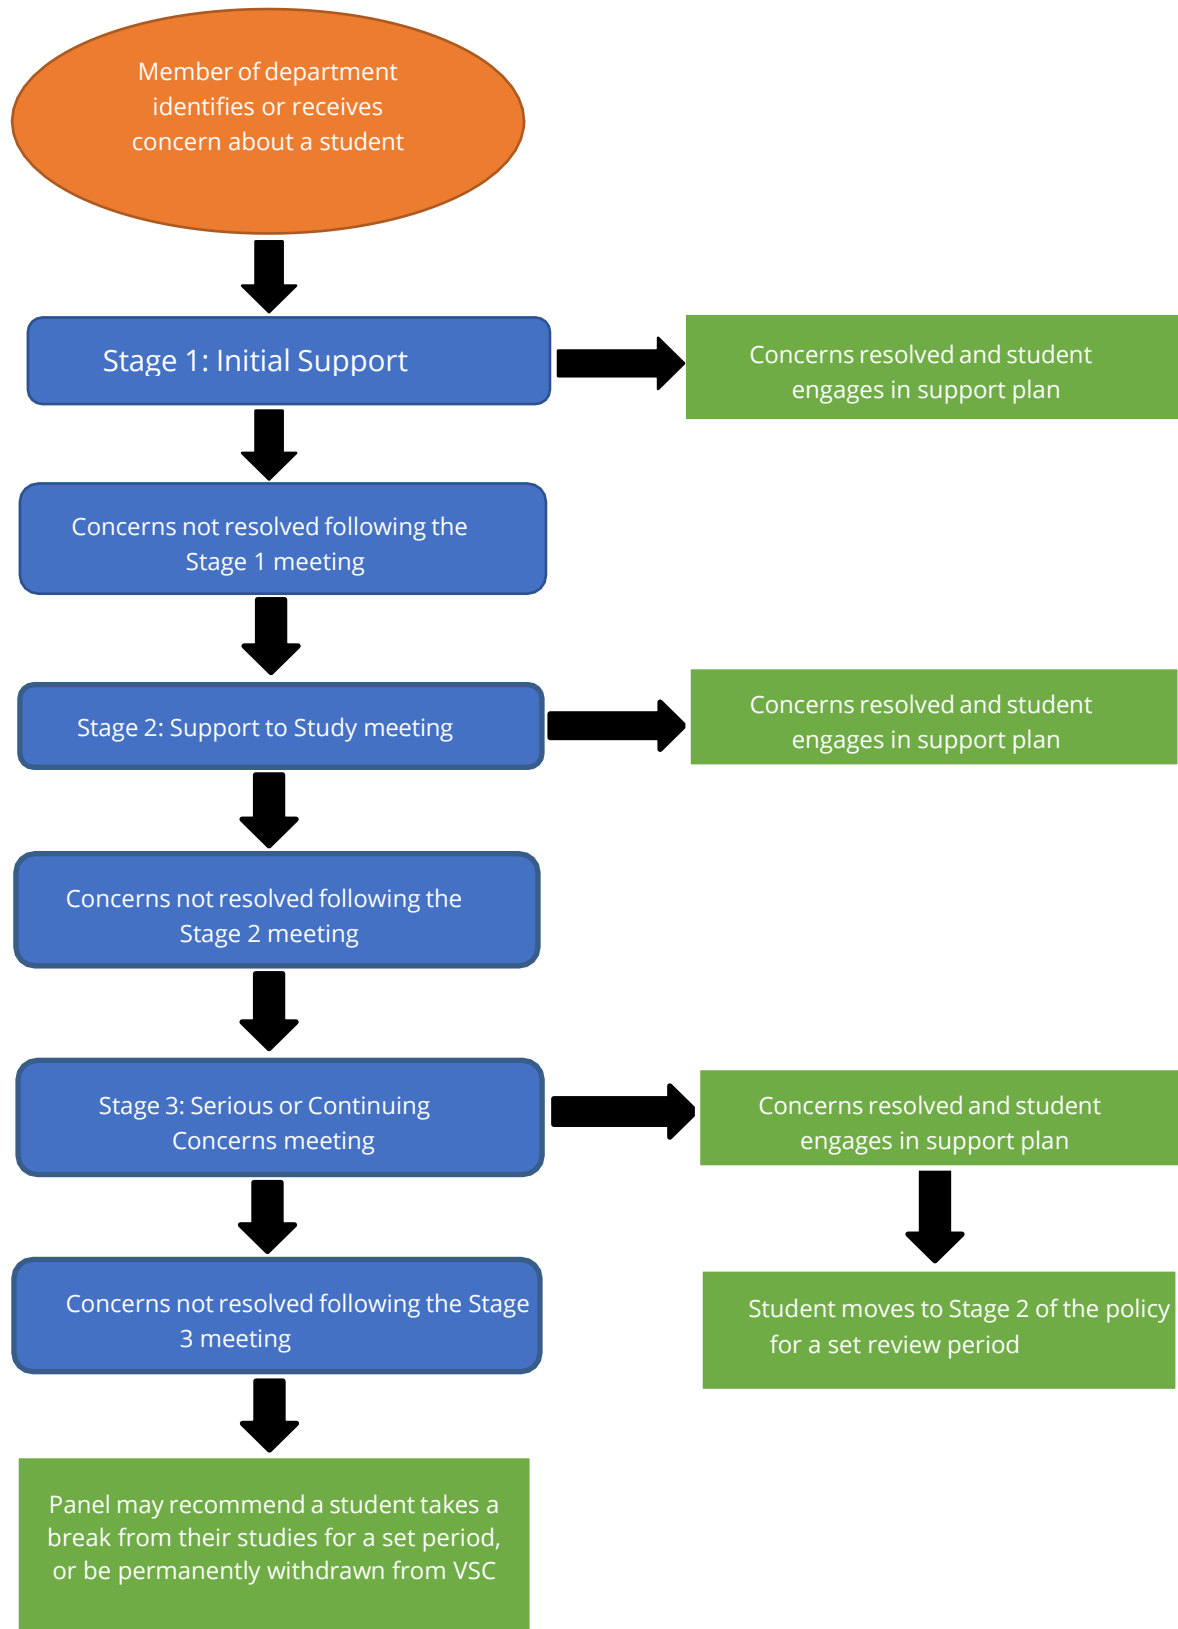 Member of department
identifies or receives
concern about a student
Stage 1: Initial Support
Concerns resolved and student
engages in support plan
Concerns not resolved following the
Stage 1 meeting
Stage 2: Support to Study meeting
Concerns resolved and student
engages in support plan
Concerns not resolved following the
Stage 2 meeting
Stage 3: Serious or Continuing
Concerns meeting
Concerns resolved and student
engages in support plan
Concerns not resolved following the Stage
3 meeting
Student moves to Stage 2 of the policy
for a set review period
Panel may recommend a student takes a
break from their studies for a set period,
or be permanently withdrawn from VSC